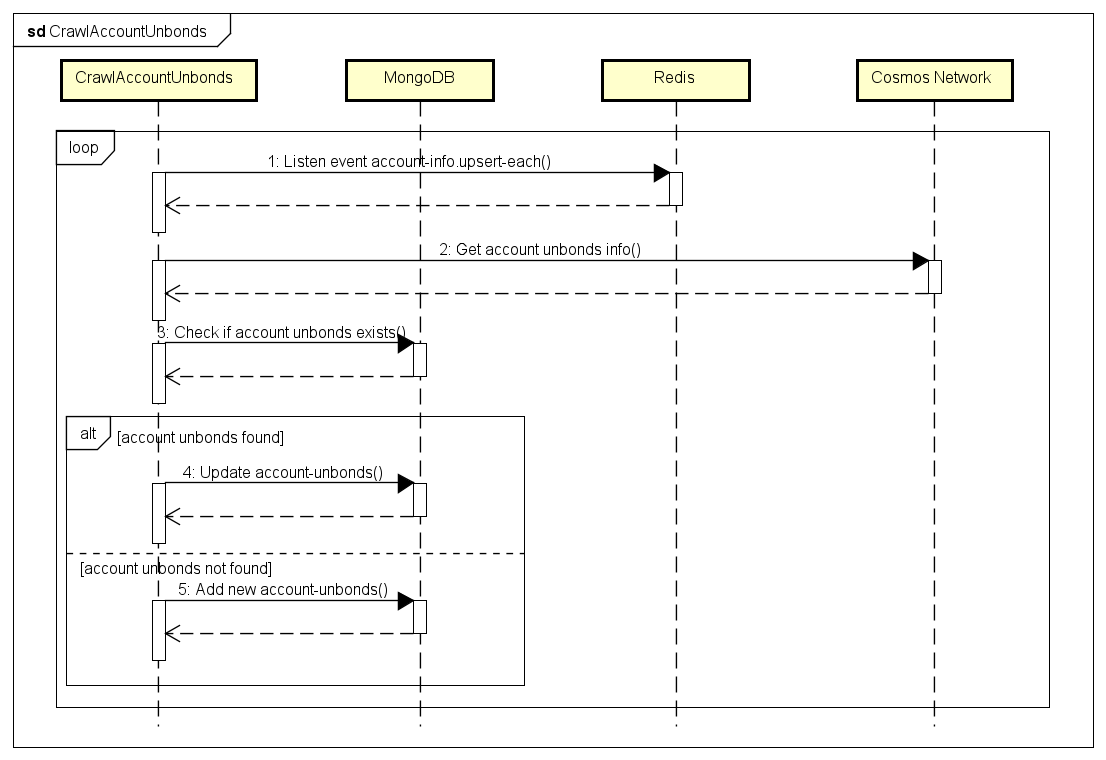 sd CrawlAccountUnbonds
CrawlAccountUnbonds
MongoDB
Redis
Cosmos Network
loop
1: Listen event account-info.upsert-each()
2: Get account unbonds info()
3: Check if account unbonds exists()
alt
[account unbonds found]
4: Update account-unbonds()
[account unbonds not found]
5: Add new account-unbonds()